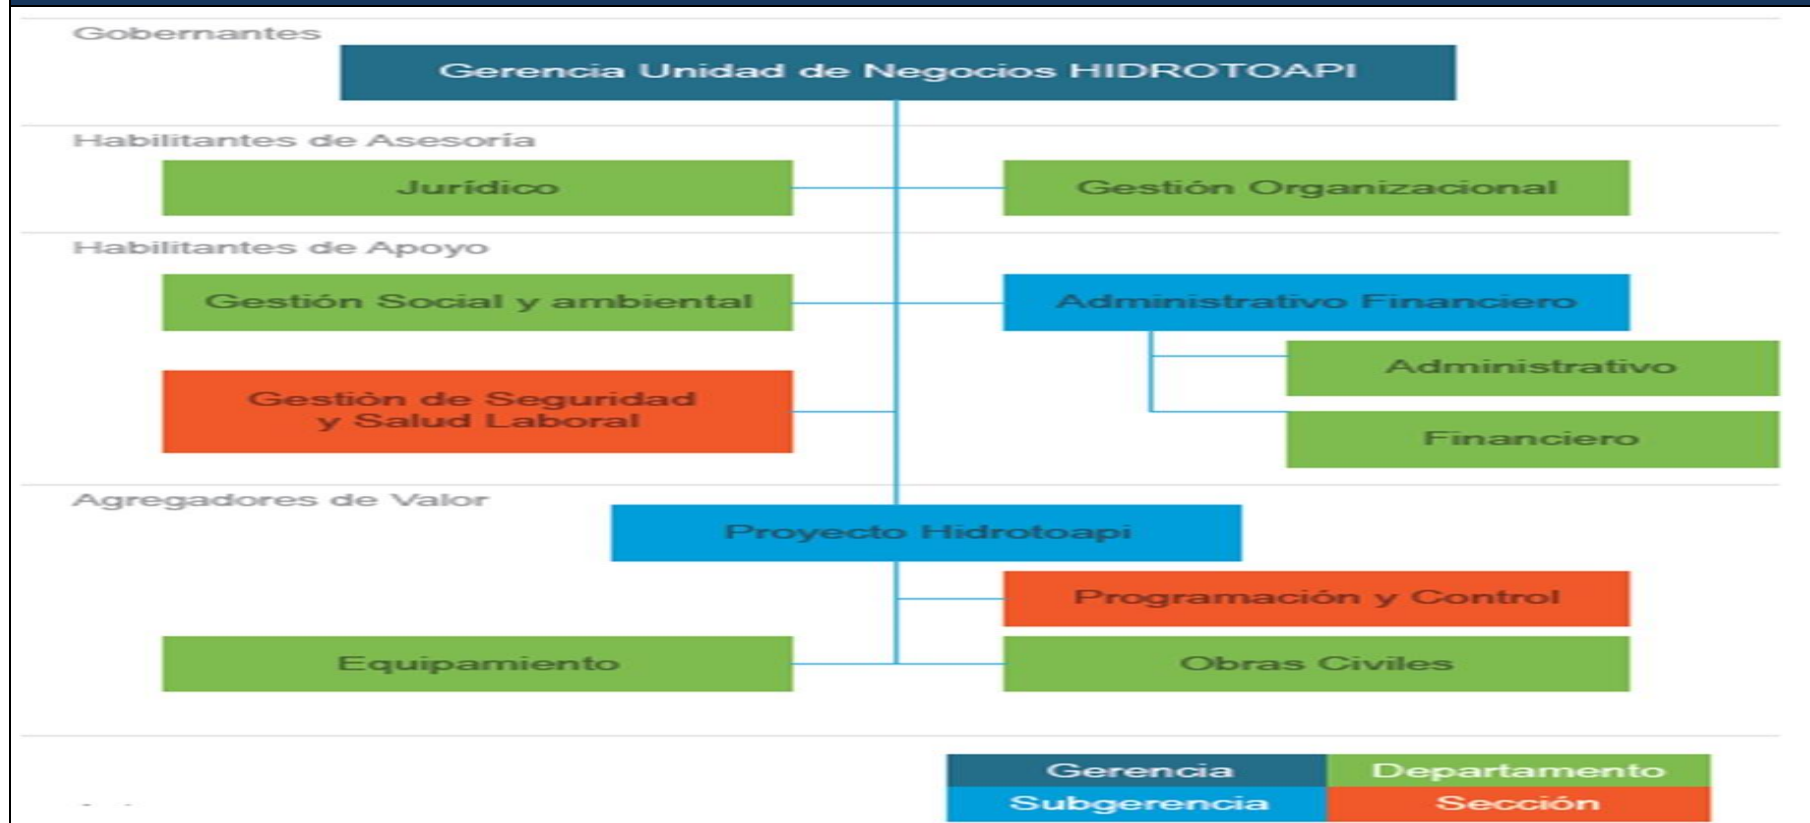 Gobernantes
Gerencia Unidad de Negocios HIDROTOAPI
Habilitantes de Asesoría
Jurídico
Gestión Organizacional
Habilitantes de Apoyo
Gestión Social y ambiental
Administrativo Financiero
Administrativo
Gestiòn de Seguridad
y Salud Laboral
Financiero
Agregadores de Valor
Proyecto Hidrotoapi
Programación y Control
Equipamiento
Obras Civiles
Gerencia
Departamento
Subgerencia
Sección